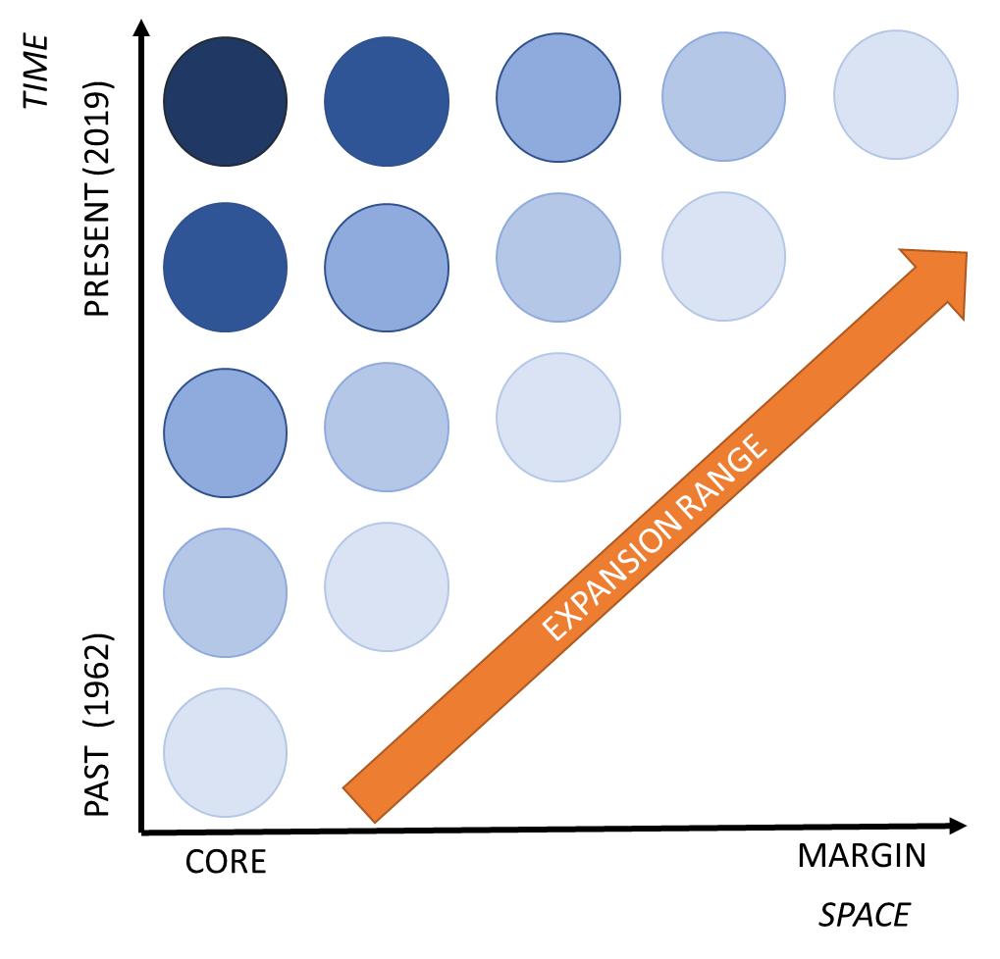 TIME
PRESENT (2019)
PAST (1962)
EXPANSION RANGE
CORE
MARGIN
SPACE